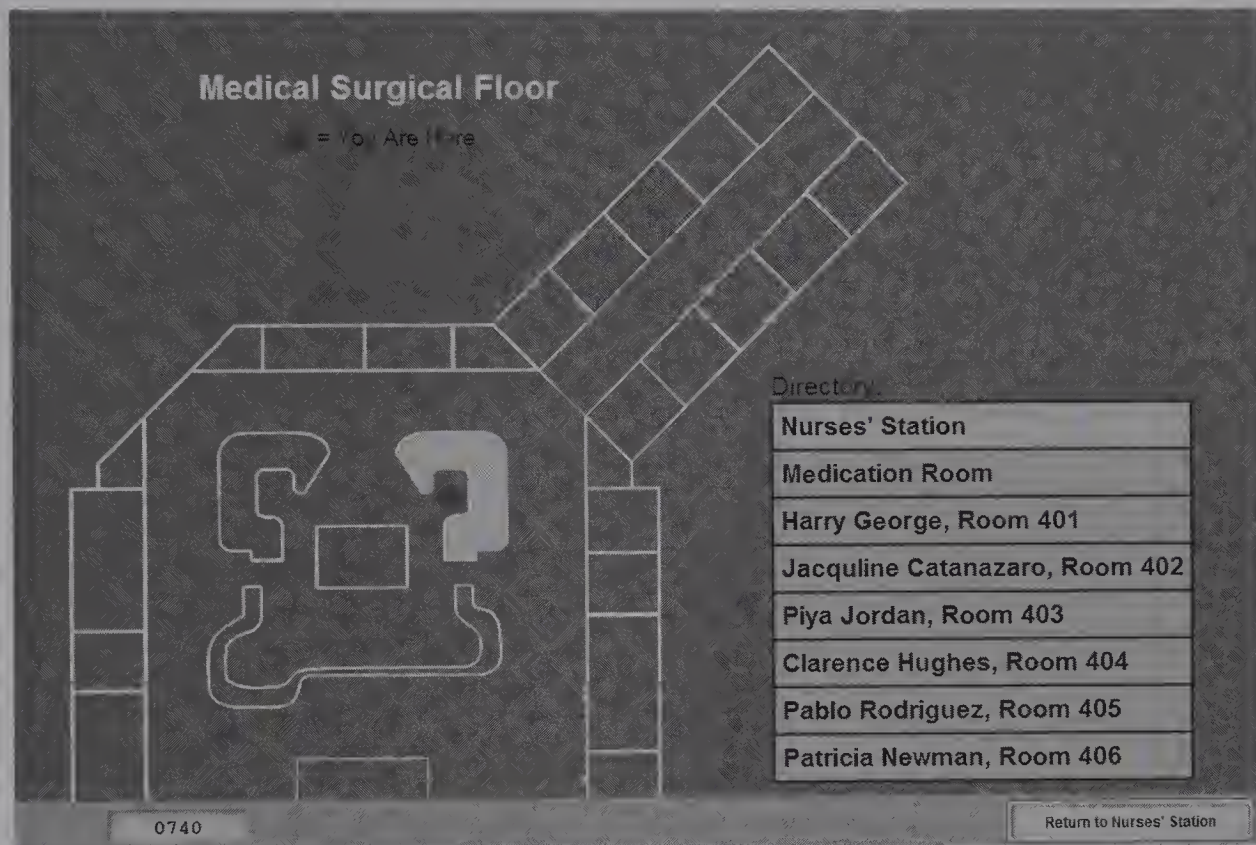 Medical Surgical Floor
= You Are Here
Directory:
Nurses' Station
Medication Room
Harry George, Room 401
Jacquline Catanazaro, Room 402
Piya Jordan, Room 403
Clarence Hughes, Room 404
Pablo Rodriguez, Room 405
Patricia Newman, Room 406
0740
Return to Nurses' Station